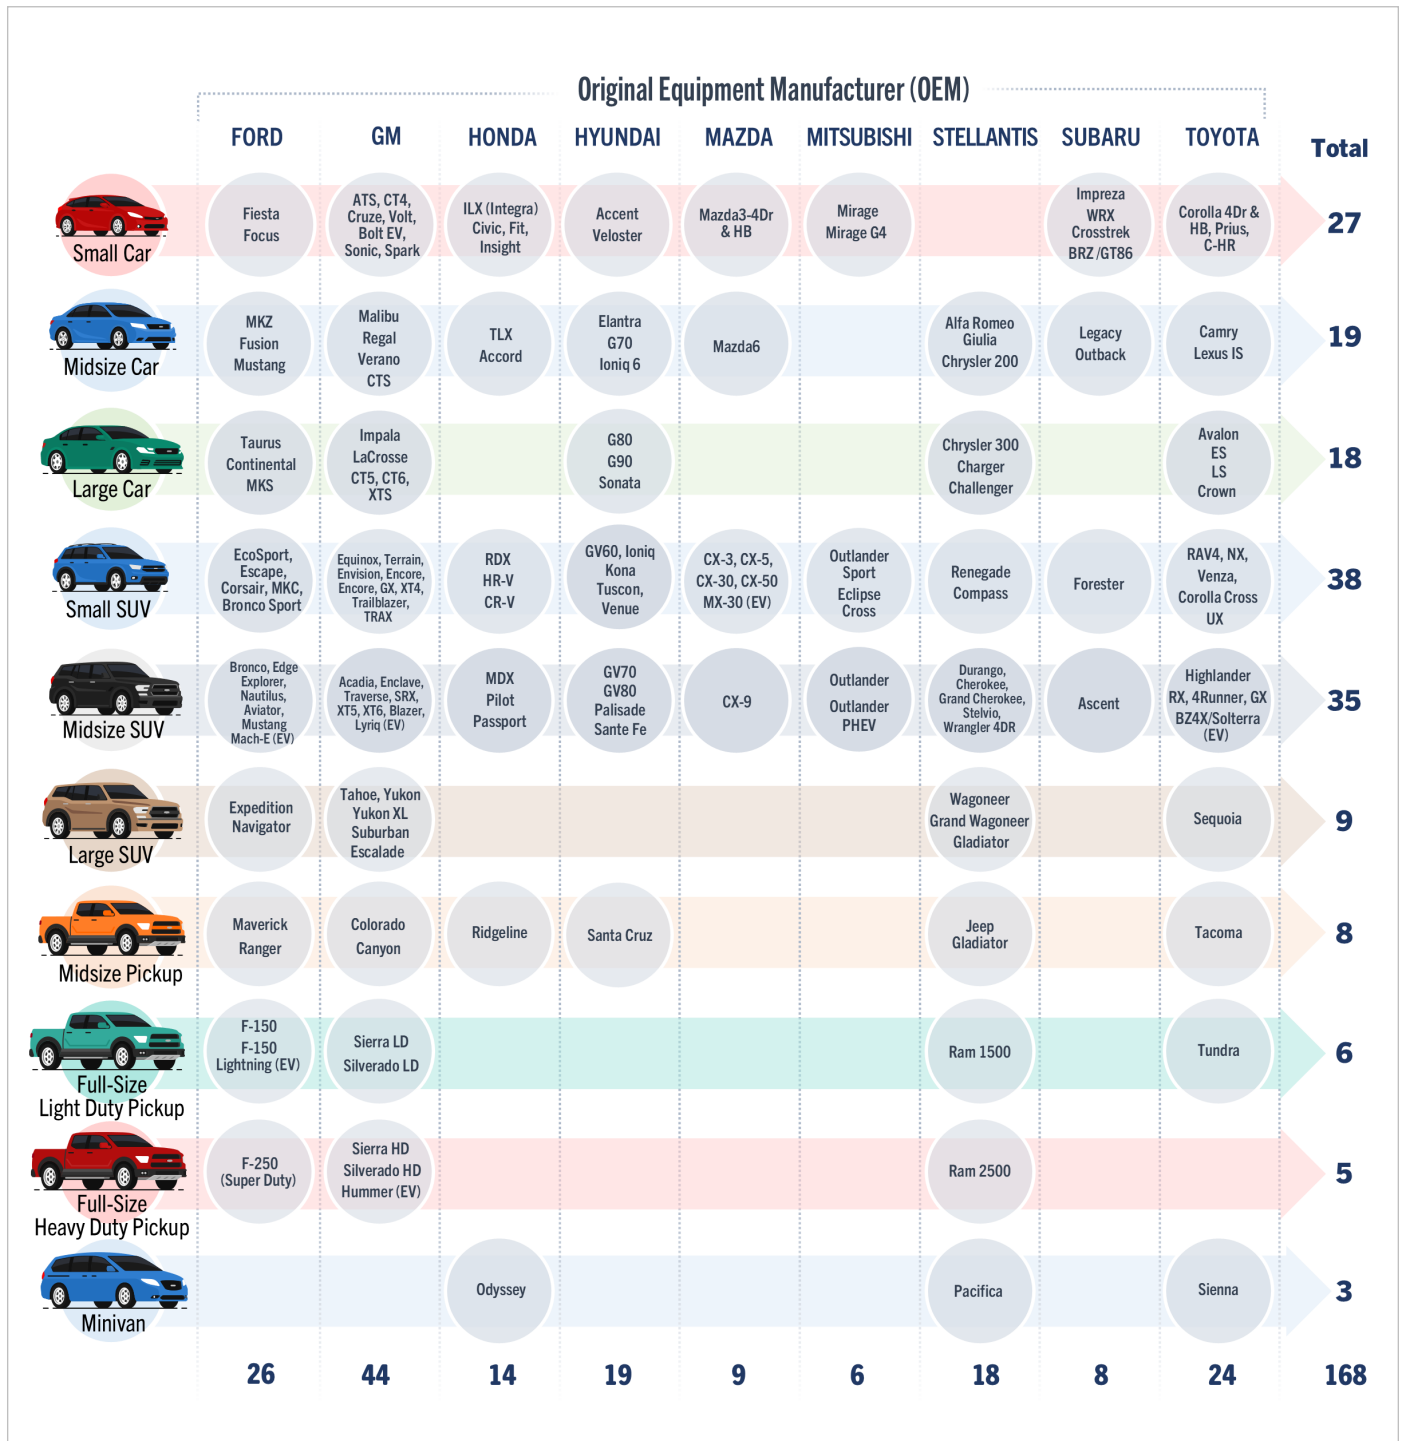 Original Equipment Manufacturer (OEM)
FORD
GM
HONDA
HYUNDAI
MAZDA
MITSUBISHI
STELLANTIS
SUBARU
TOYOTA
Total
Small Car
Fiesta
Focus
ATS, CT4,
Cruze, Volt,
Bolt EV,
Sonic, Spark
ILX (Integra)
Civic, Fit,
Insight
Accent
Veloster
Mazda3-4Dr
& HB
Mirage
Mirage G4
Impreza
WRX
Crosstrek
BRZ /GT86
Corolla 4Dr &
HB, Prius,
C-HR
27
Midsize Car
MKZ
Fusion
Mustang
Malibu
Regal
Verano
CTS
TLX
Accord
Elantra
G70
Ioniq 6
Mazda6
Alfa Romeo
Giulia
Chrysler 200
Legacy
Outback
Camry
Lexus IS
19
Large Car
Taurus
Continental
MKS
Impala
LaCrosse
CT5, CT6,
XTS
G80
G90
Sonata
Chrysler 300
Charger
Challenger
Avalon
ES
LS
Crown
18
Small SUV
EcoSport,
Escape,
Corsair, MKC,
Bronco Sport
Equinox, Terrain,
Envision, Encore,
Encore, GX, XT4,
Trailblazer,
TRAX
RDX
HR-V
CR-V
GV60, Ioniq
Kona
Tuscon,
Venue
CX-3, CX-5,
CX-30, CX-50
MX-30 (EV)
Outlander
Sport
Eclipse
Cross
Renegade
Compass
Forester
RAV4, NX,
Venza,
Corolla Cross
UX
38
Midsize SUV
Bronco, Edge
Explorer,
Nautilus,
Aviator,
Mustang
Mach-E (EV)
Acadia, Enclave,
Traverse, SRX,
XT5, XT6, Blazer,
Lyriq (EV)
MDX
Pilot
Passport
GV70
GV80
Palisade
Sante Fe
CX-9
Outlander
Outlander
PHEV
Durango,
Cherokee,
Grand Cherokee,
Stelvio,
Wrangler 4DR
Ascent
Highlander
RX, 4Runner, GX
BZ4X/Solterra
(EV)
35
Large SUV
Expedition
Navigator
Tahoe, Yukon
Yukon XL
Suburban
Escalade
Wagoneer
Grand Wagoneer
Gladiator
Sequoia
9
Midsize Pickup
Maverick
Ranger
Colorado
Canyon
Ridgeline
Santa Cruz
Jeep
Gladiator
Tacoma
8
Full-Size
Light Duty Pickup
F-150
F-150
Lightning (EV)
Sierra LD
Silverado LD
Ram 1500
Tundra
6
Full-Size
Heavy Duty Pickup
F-250
(Super Duty)
Sierra HD
Silverado HD
Hummer (EV)
Ram 2500
5
Minivan
Odyssey
Pacifica
Sienna
3
26
44
14
19
9
6
18
8
24
168